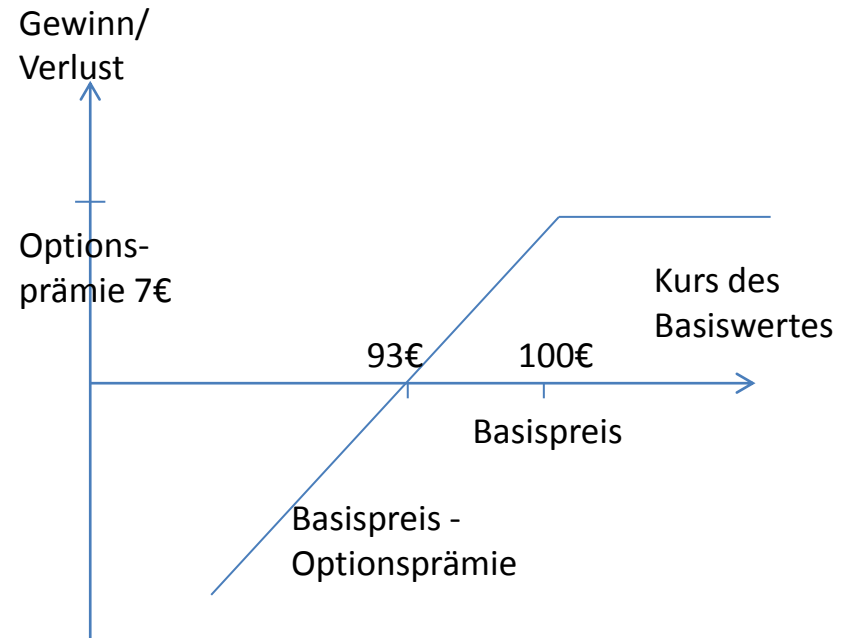 Gewinn/
Verlust
Options-
prämie 7€
Kurs des
Basiswertes
93€
100€
Basispreis
Basispreis -
Optionsprämie